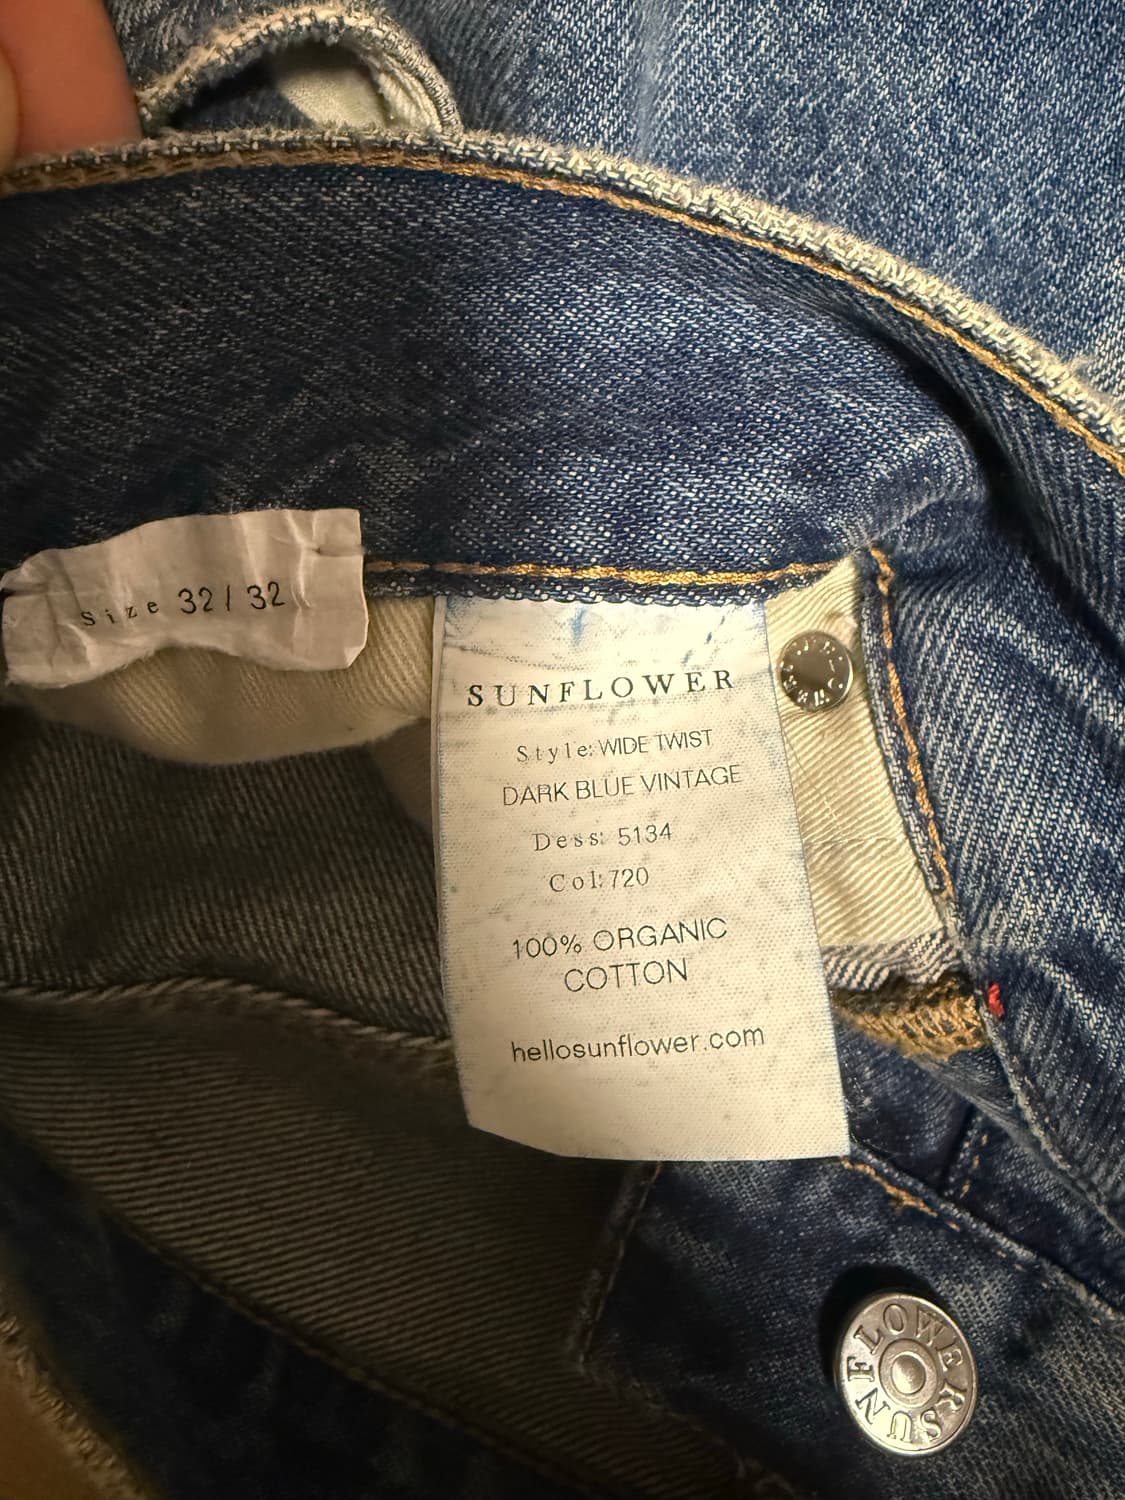 Size 32/32
SUNFLOWER
Style: WIDE TWIST
DARK BLUE VINTAGE
Dess: 5134
Col: 720
100% ORGANIC
COTTON
hellosunflower.com
SUNFLOWER